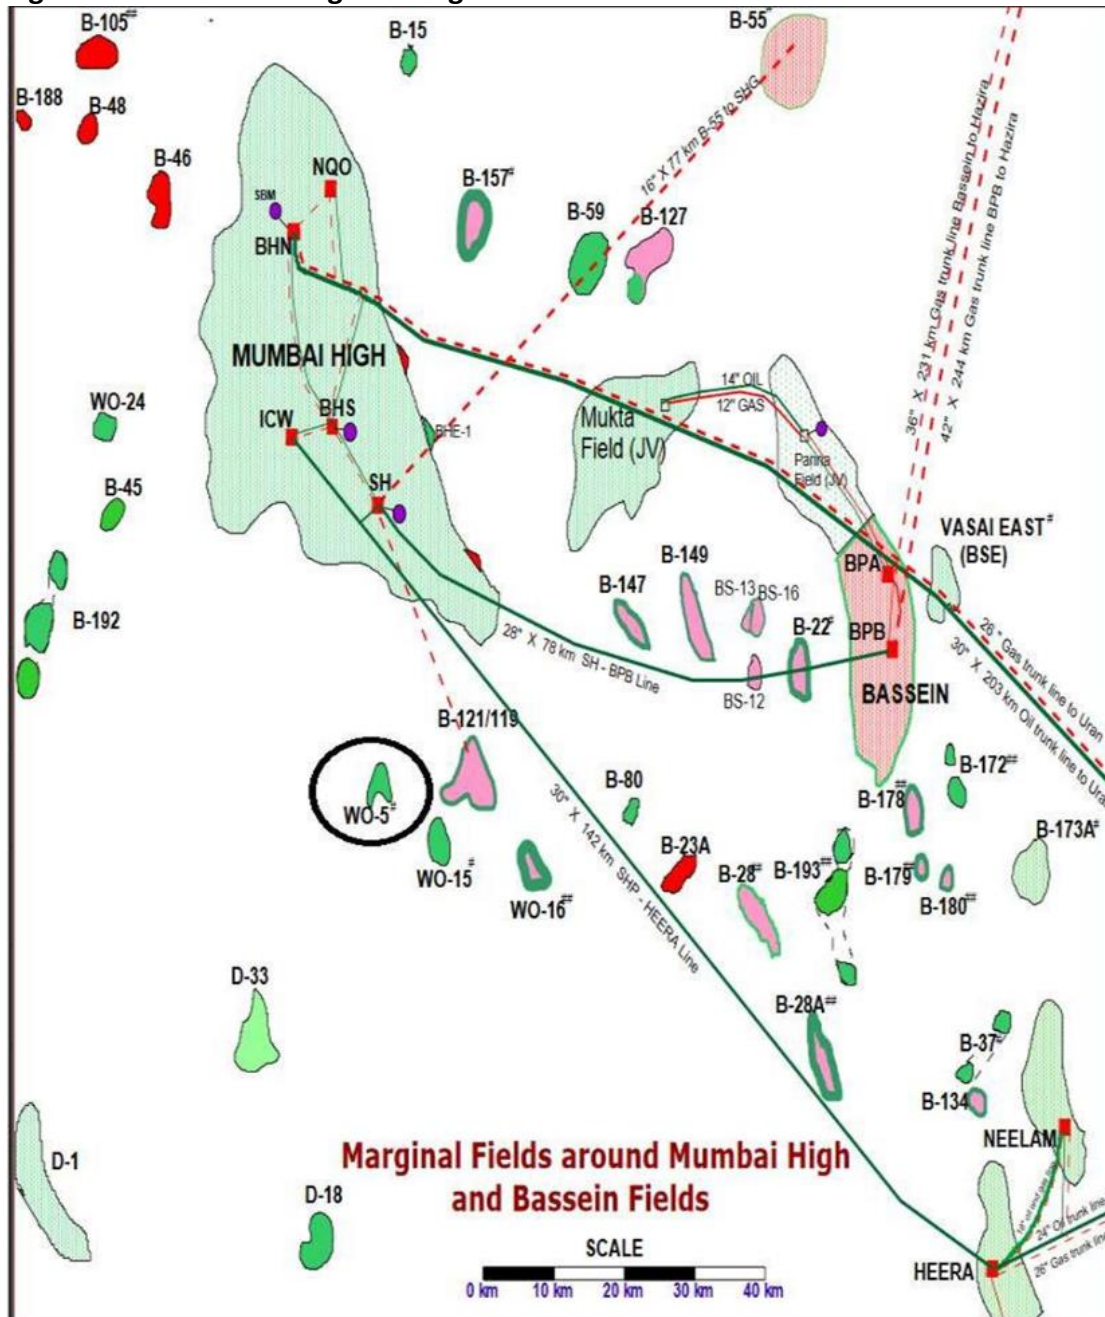 B-105##
B-15
B-55#
B-188
B-48
B-46
NQO
SBM
BHN
B-157#
B-59
B-127
16" X 77 km B-55 to SHG
36" X 231 km Gas trunk line Bassein to Hazira
42" X 244 km Gas trunk line BPB to Hazira
MUMBAI HIGH
WO-24
ICW
BHS
BHE-1
Mukta
Field (JV)
14" OIL
12" GAS
Panna
Field (JV)
B-45
SH
VASAI EAST#
(BSE)
B-192
B-147
B-149
BS-13
BS-16
B-22#
BPA
BPB
BASSEIN
28" X 78 km SH - BPB Line
BS-12
26" Gas trunk line to Uran
30" X 203 km Oil trunk line to Uran
B-121/119
WO-5#
WO-15#
WO-16##
B-80
B-23A
B-28##
B-193##
B-178##
B-172##
B-179##
B-180##
B-173A#
30" X 142 km SHP - HEERA Line
D-33
B-28A##
B-37#
B-134
NEELAM
D-1
D-18
Marginal Fields around Mumbai High
and Bassein Fields
SCALE
0 km 10 km 20 km 30 km 40 km
HEERA
18" oil and gas line
24" Oil trunk line
26" Gas trunk line